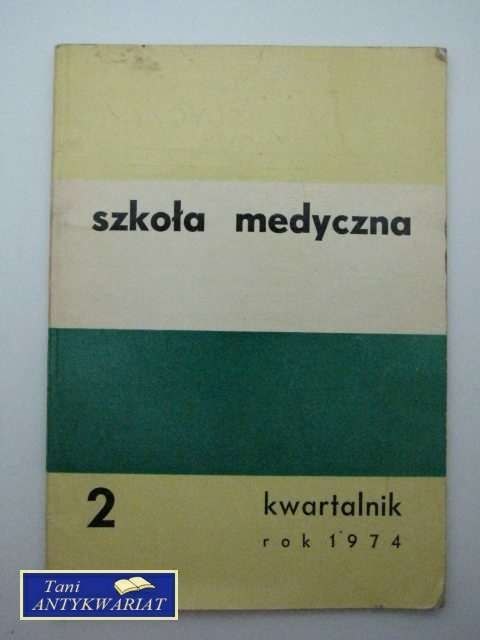 szkoła medyczna
2
kwartalnik
rok 1974
Tani
ANTYKWARIAT